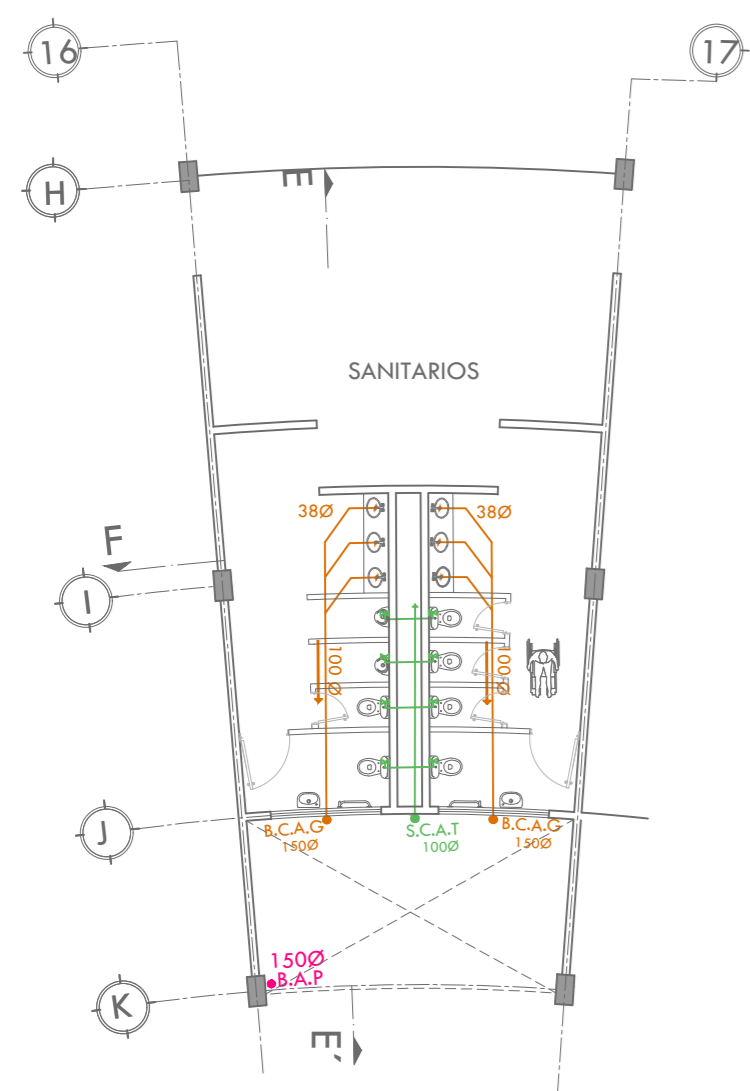 16
17
H
E
SANITARIOS
38Ø
38Ø
F
I
100 Ø
100 Ø
J
B.C.A.G
150Ø
S.C.A.T
100Ø
B.C.A.G
150Ø
150Ø
B.A.P
K
E'